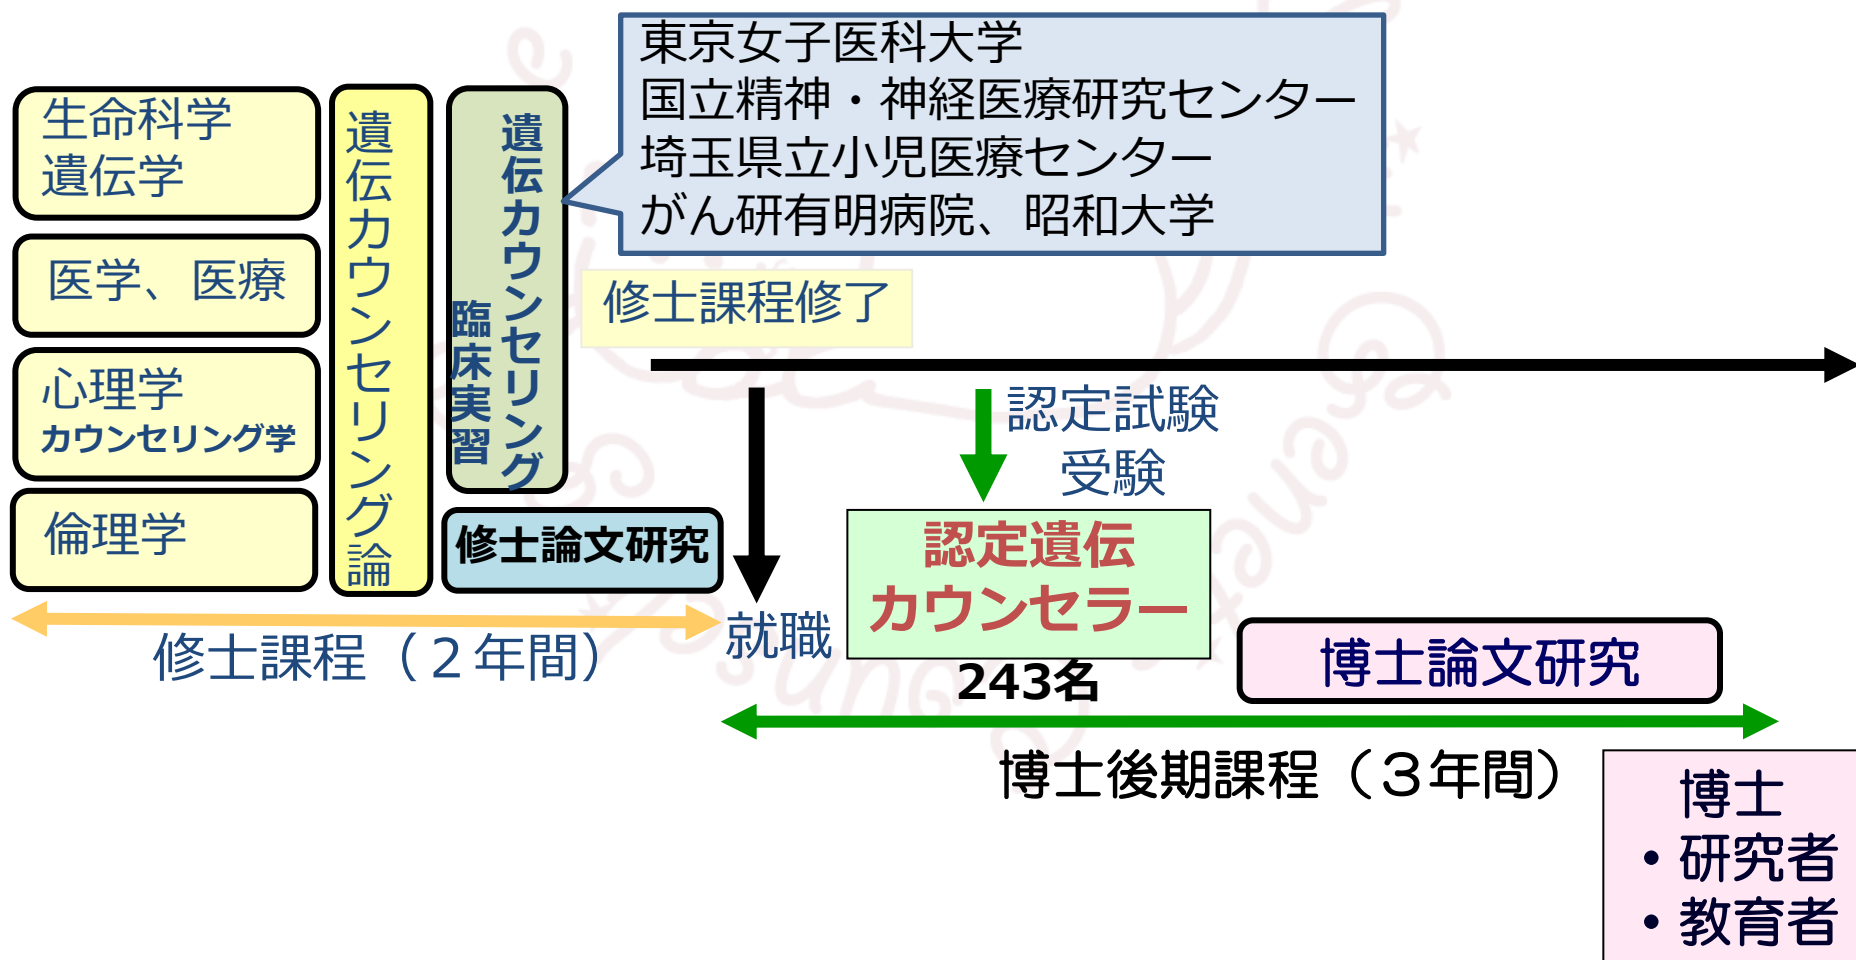 東京女子医科大学
国立精神・神経医療研究センター
埼玉県立小児医療センター
がん研有明病院、昭和大学
生命科学
遺伝学
医学、医療
心理学
カウンセリング学
倫理学
遺伝カウンセリング論
遺伝カウンセリング
臨床実習
修士論文研究
修士課程（２年間）
修士課程修了
就職
認定試験
受験
認定遺伝
カウンセラー
243名
博士論文研究
博士後期課程（３年間）
博士
・研究者
・教育者